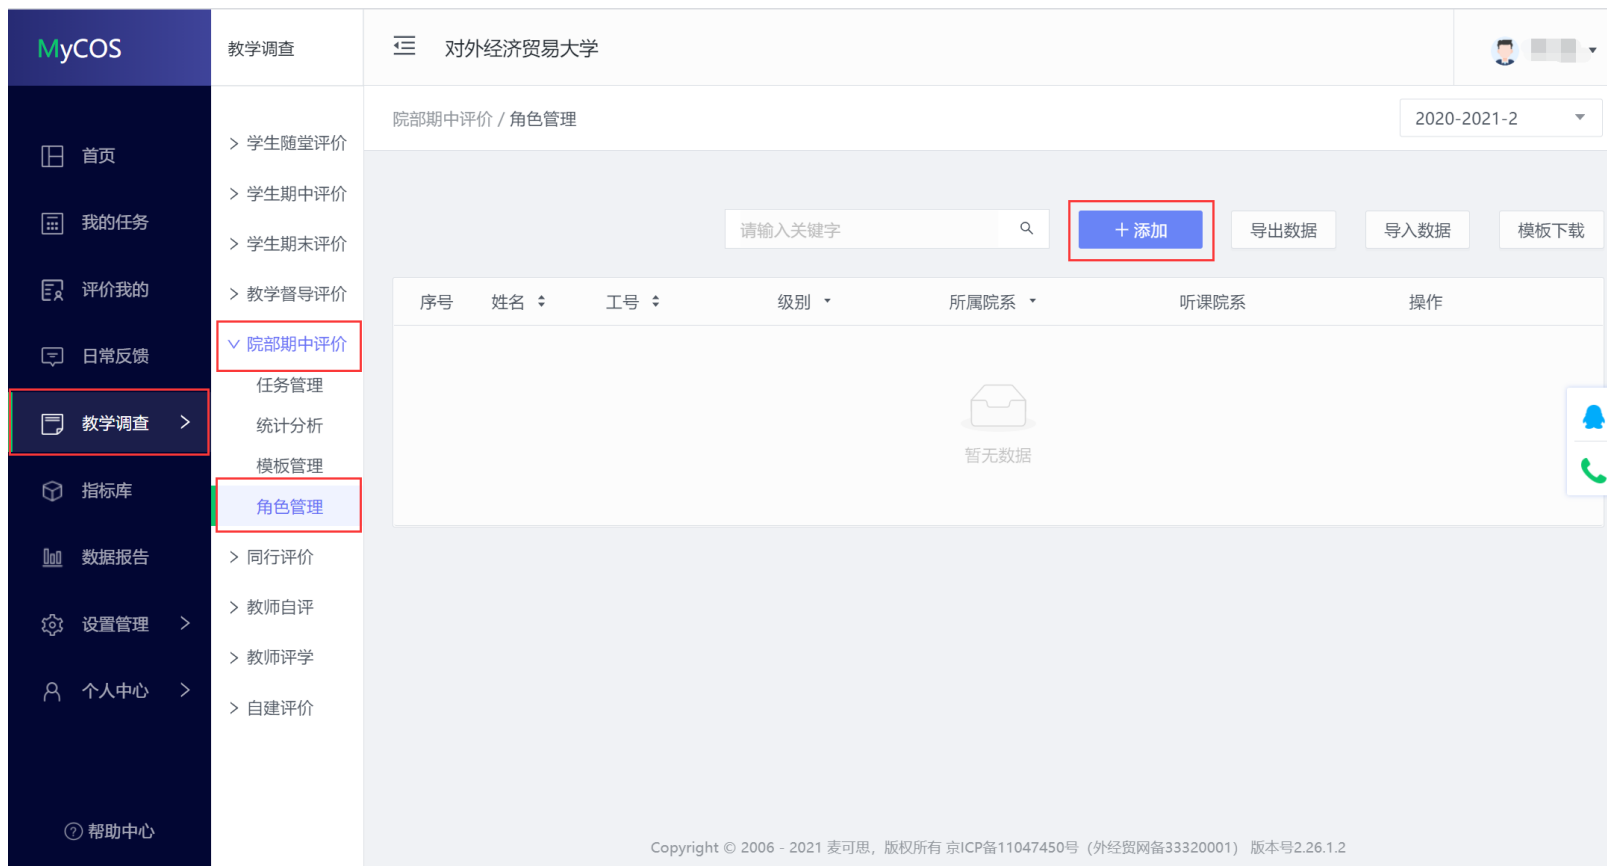 MyCOS
首页
我的任务
评价我的
日常反馈
教学调查
指标库
数据报告
设置管理
个人中心
帮助中心
教学调查
学生随堂评价
学生期中评价
学生期末评价
教学督导评价
院部期中评价
任务管理
统计分析
模板管理
角色管理
同行评价
教师自评
教师评学
自建评价
对外经济贸易大学
院部期中评价 / 角色管理
2020-2021-2
请输入关键字
+ 添加 导出数据 导入数据 模板下载
序号 姓名 工号 级别 所属院系 听课院系 操作
暂无数据
Copyright © 2006 - 2021 麦可思，版权所有 京ICP备11047450号 (外经贸网备33320001) 版本号2.26.1.2